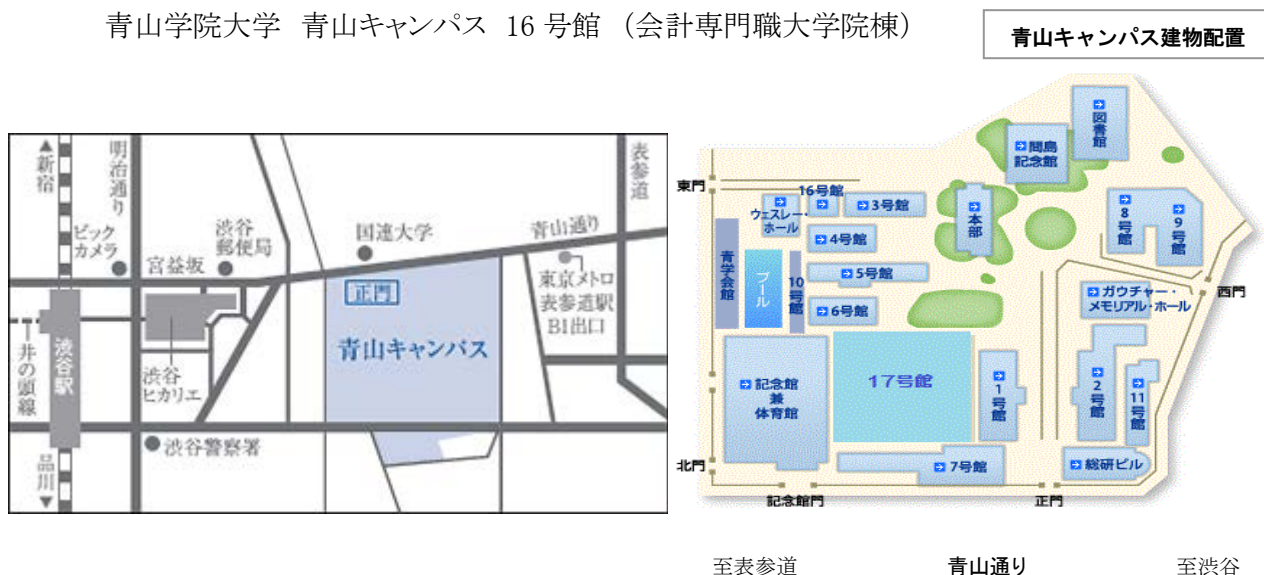 青山学院大学 青山キャンパス 16 号館 （会計専門職大学院棟）
青山キャンパス建物配置
▲新宿
明治通り
ビック
カメラ
宮益坂
渋谷
郵便局
国連大学
青山通り
表参道
正門
東京メトロ
表参道駅
B1出口
青山キャンパス
井の頭線
渋谷駅
渋谷
ヒカリエ
渋谷警察署
品川▼
図書館
間島
記念館
東門
16号館
ウェスレー・
ホール
3号館
本部
8号館
9号館
4号館
青学会館
プール
10号館
5号館
6号館
ガウチャー・
メモリアル・ホール
西門
記念館
兼
体育館
17号館
1号館
2号館
11号館
北門
7号館
総研ビル
記念館門
正門
至表参道
青山通り
至渋谷